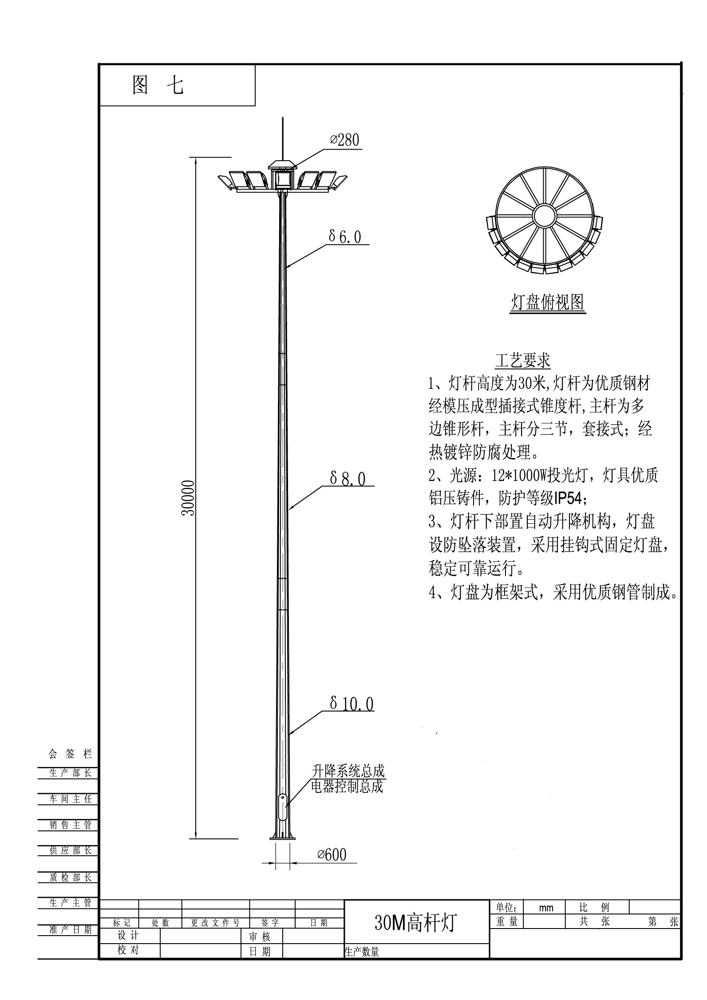 图 七
∅280
δ6.0
灯盘俯视图
工艺要求
1、灯杆高度为30米,灯杆为优质钢材
经模压成型插接式锥度杆,主杆为多
边锥形杆，主杆分三节，套接式；经
热镀锌防腐处理。
2、光源：12*1000W投光灯，灯具优质
铝压铸件，防护等级IP54；
3、灯杆下部置自动升降机构，灯盘
设防坠落装置，采用挂钩式固定灯盘，
稳定可靠运行。
4、灯盘为框架式，采用优质钢管制成。
δ8.0
30000
δ10.0
升降系统总成
电器控制总成
∅600
会 签 栏
生产部长
车间主任
销售主管
供应部长
质检部长
生产主管
准产日期
标记 处数 更改文件号 签字 日期
设计 审核
校对 日期
30M高杆灯
生产数量
单位： mm 比 例
重量 共 张 第 张